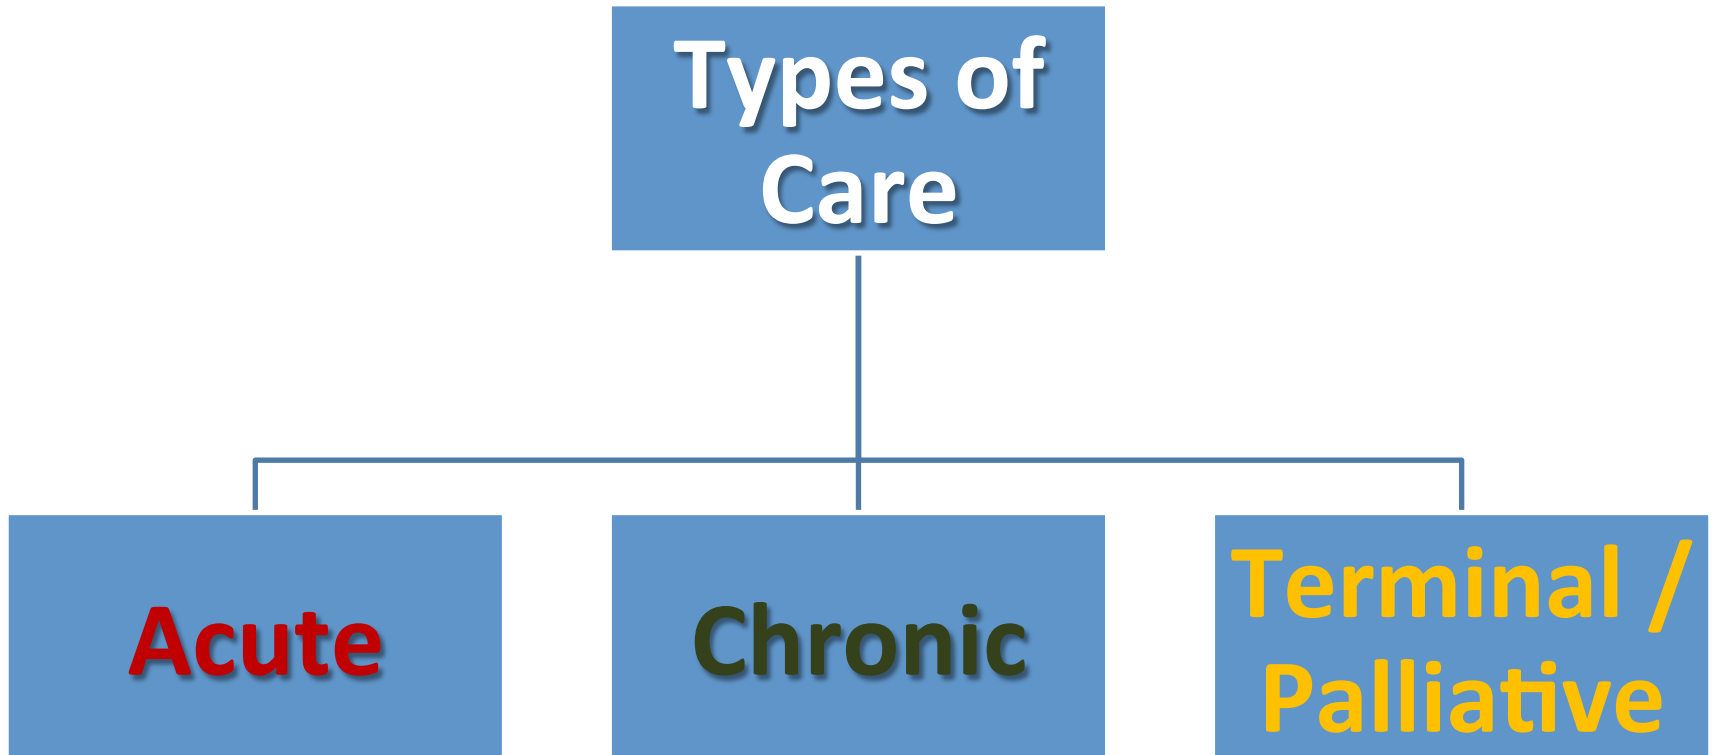 Types of
Care
Acute
Chronic
Terminal /
Palliative